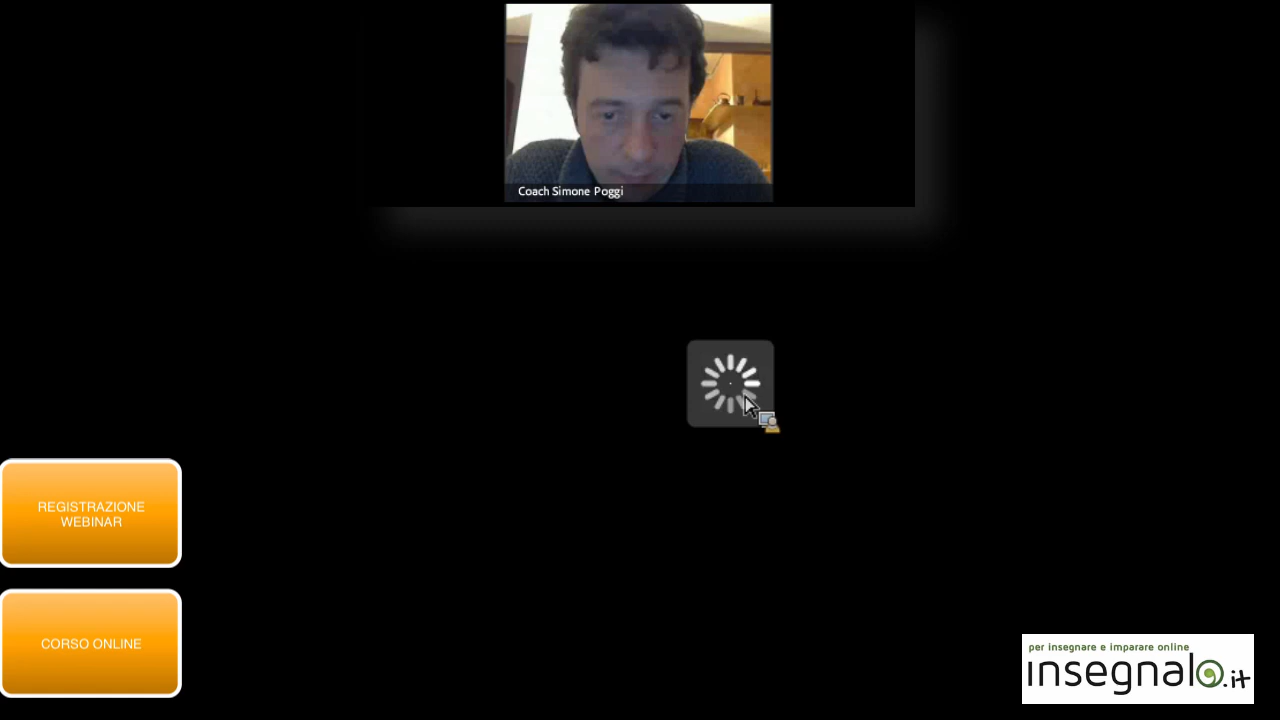 Coach Simone Poggi
REGISTRAZIONE
WEBINAR
CORSO ONLINE
per insegnare e imparare online
insegnalo.it